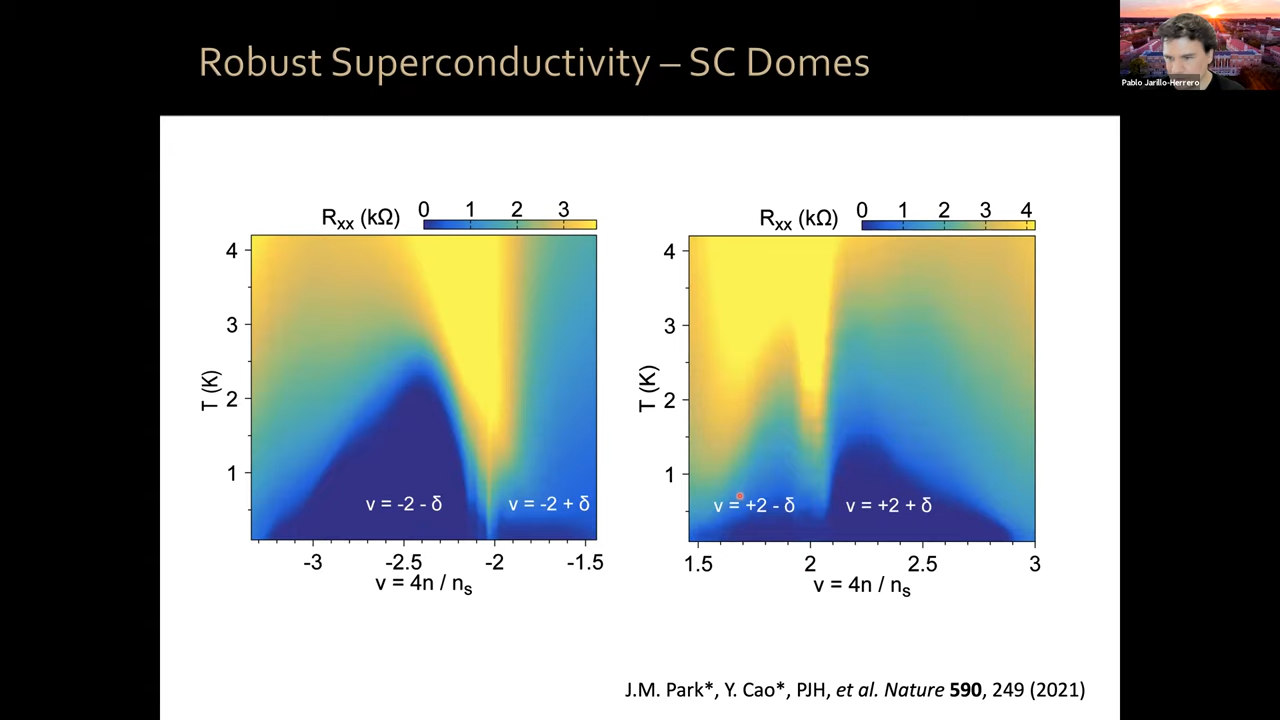 Robust Superconductivity – SC Domes
Pablo Jarillo-Herrero
Rxx (kΩ) 0 1 2 3
T (K)
4
3
2
1
ν = -2 - δ
ν = -2 + δ
-3 -2.5 -2 -1.5
ν = 4n / ns
Rxx (kΩ) 0 1 2 3 4
T (K)
4
3
2
1
ν = +2 - δ
ν = +2 + δ
1.5 2 2.5 3
ν = 4n / ns
J.M. Park*, Y. Cao*, PJH, et al. Nature 590, 249 (2021)